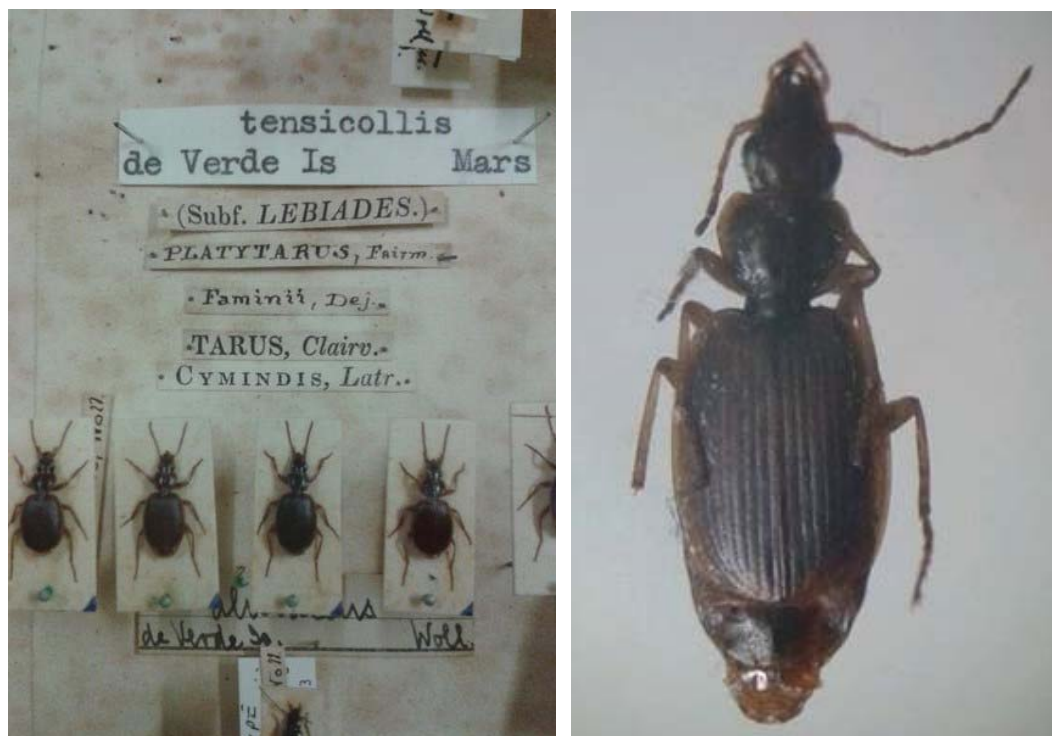 tensicollis
de Verde Is Mars
(Subf. LEBIADES.)
PLATYTARUS, Fairm.
Faminii, Dej.
TARUS, Clairv.
CYMINDIS, Latr.
de Verde Is. Woll.
3